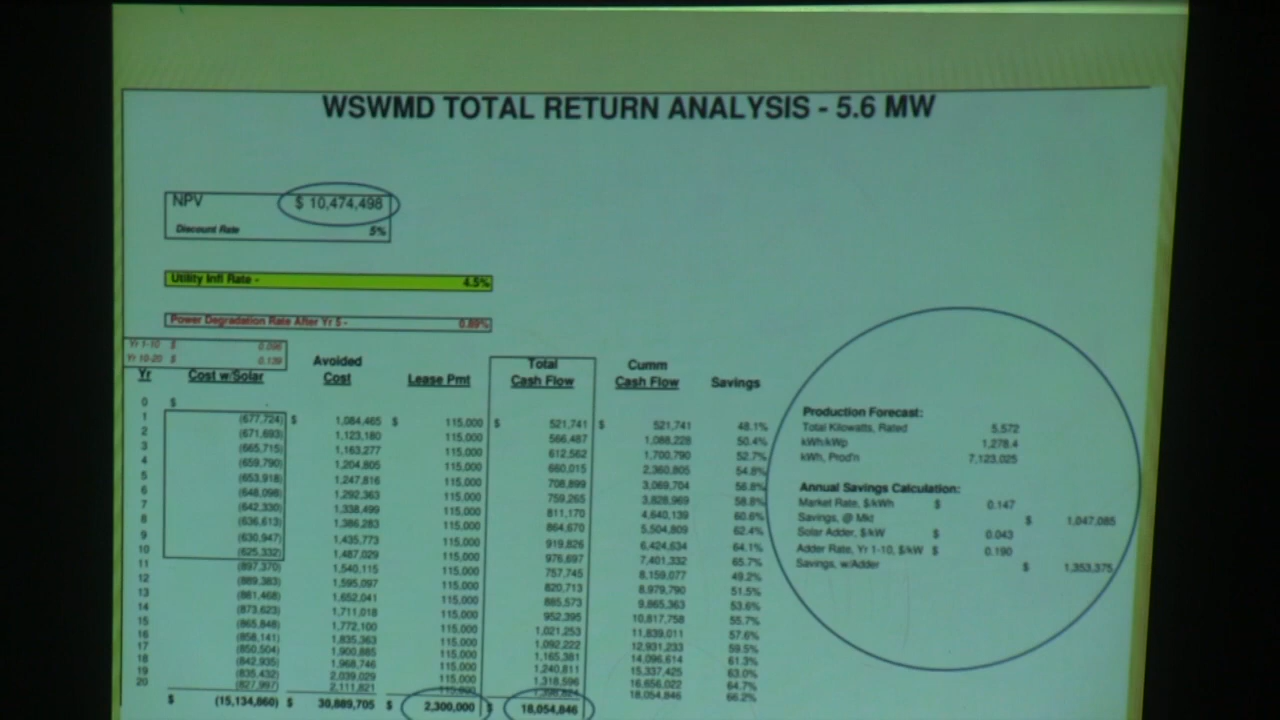 WSWMD TOTAL RETURN ANALYSIS - 5.6 MW
NPV $ 10,474,498
Discount Rate 5%
Utility Infl Rate - 4.5%
Power Degradation Rate After Yr 5 - 0.89%
Yr 1-10 $ 0.096
Yr 10-20 $ 0.139
Avoided Total Cumm
Yr Cost w/Solar Cost Lease Pmt Cash Flow Cash Flow Savings
0 $ -
1 (677,724) $ 1,084,465 $ 115,000 $ 521,741 $ 521,741 48.1%
2 (671,693) 1,123,180 115,000 566,487 1,088,228 50.4%
3 (665,715) 1,163,277 115,000 612,562 1,700,790 52.7%
4 (659,790) 1,204,805 115,000 660,015 2,360,805 54.8%
5 (653,918) 1,247,816 115,000 708,899 3,069,704 56.8%
6 (648,098) 1,292,363 115,000 759,265 3,828,969 58.8%
7 (642,330) 1,338,499 115,000 811,170 4,640,139 60.6%
8 (636,613) 1,386,283 115,000 864,670 5,504,809 62.4%
9 (630,947) 1,435,773 115,000 919,826 6,424,634 64.1%
10 (625,332) 1,487,029 115,000 976,697 7,401,332 65.7%
11 (897,370) 1,540,115 115,000 757,745 8,159,077 49.2%
12 (889,383) 1,595,097 115,000 820,713 8,979,790 51.5%
13 (881,468) 1,652,041 115,000 885,573 9,865,363 53.6%
14 (873,623) 1,711,018 115,000 952,395 10,817,758 55.7%
15 (865,848) 1,772,100 115,000 1,021,253 11,839,011 57.6%
16 (858,141) 1,835,363 115,000 1,092,222 12,931,233 59.5%
17 (850,504) 1,900,885 115,000 1,165,381 14,096,614 61.3%
18 (842,935) 1,968,746 115,000 1,240,811 15,337,425 63.0%
19 (835,432) 2,039,029 115,000 1,318,596 16,656,022 64.7%
20 (827,997) 2,111,821 115,000 18,054,846 66.2%
$ (15,134,860) $ 30,889,705 $ 2,300,000 $ 18,054,846
Production Forecast:
Total Kilowatts, Rated 5,572
kWh/kWp 1,278.4
kWh, Prod'n 7,123,025
Annual Savings Calculation:
Market Rate, $/kWh $ 0.147
Savings, @ Mkt $ 1,047,085
Solar Adder, $/kW $ 0.043
Adder Rate, Yr 1-10, $/kW $ 0.190
Savings, w/Adder $ 1,353,375